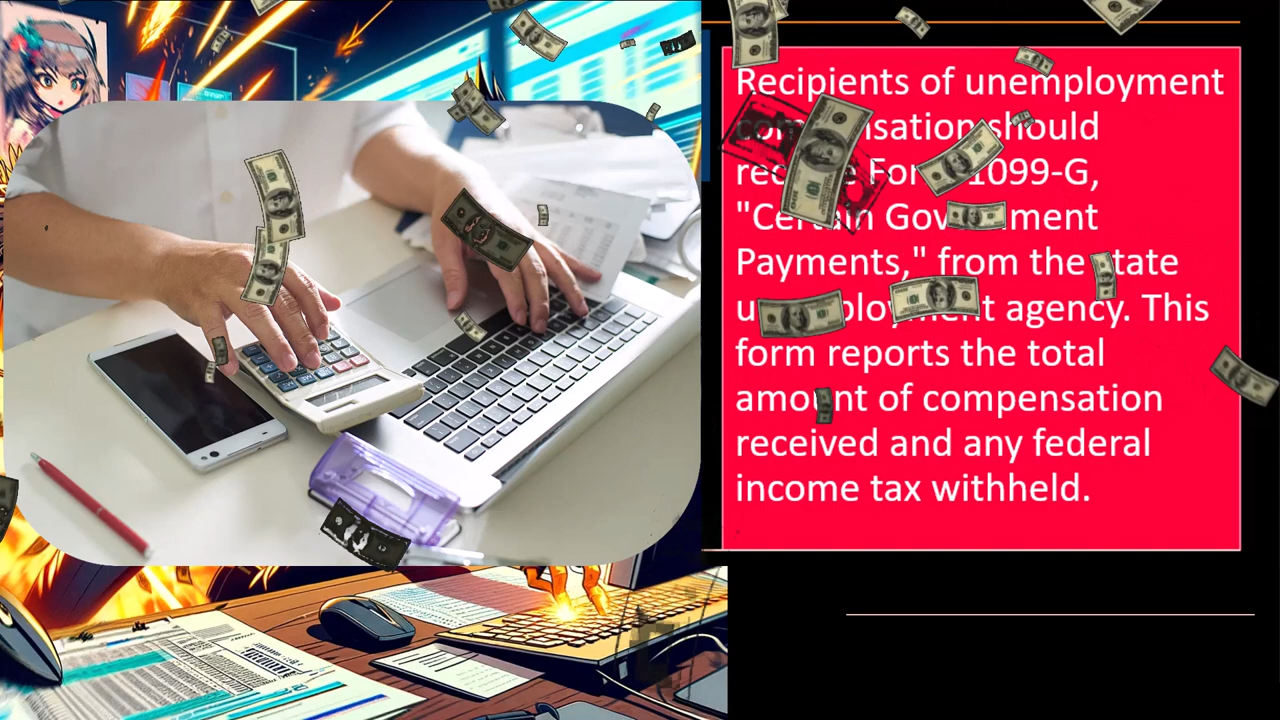 Recipients of unemployment
compensation should
receive Form 1099-G,
"Certain Government
Payments," from the state
unemployment agency. This
form reports the total
amount of compensation
received and any federal
income tax withheld.